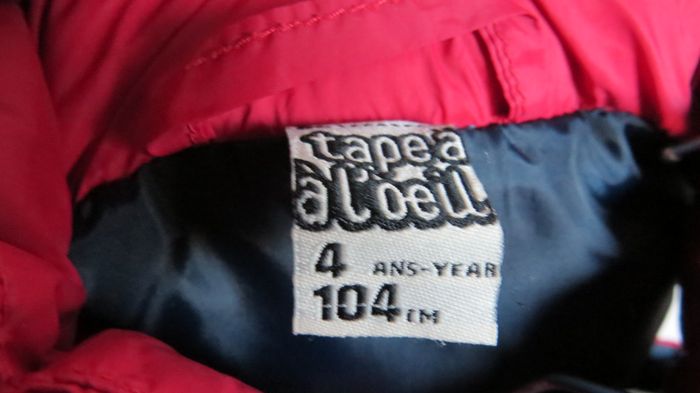 tape à
à l'oeil
4 ANS-YEAR
104 CM